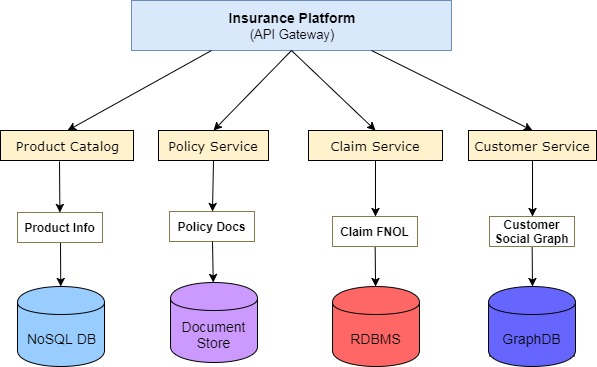 Insurance Platform
(API Gateway)
Product Catalog
Policy Service
Claim Service
Customer Service
Product Info
Policy Docs
Claim FNOL
Customer
Social Graph
NoSQL DB
Document
Store
RDBMS
GraphDB